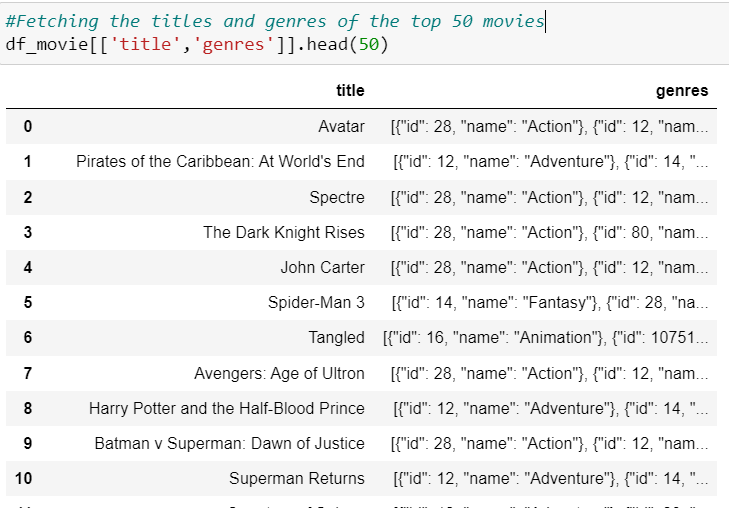 #Fetching the titles and genres of the top 50 movies
df_movie[['title','genres']].head(50)
title genres
0 Avatar [{"id": 28, "name": "Action"}, {"id": 12, "nam...
1 Pirates of the Caribbean: At World's End [{"id": 12, "name": "Adventure"}, {"id": 14, "...
2 Spectre [{"id": 28, "name": "Action"}, {"id": 12, "nam...
3 The Dark Knight Rises [{"id": 28, "name": "Action"}, {"id": 80, "nam...
4 John Carter [{"id": 28, "name": "Action"}, {"id": 12, "nam...
5 Spider-Man 3 [{"id": 14, "name": "Fantasy"}, {"id": 28, "na...
6 Tangled [{"id": 16, "name": "Animation"}, {"id": 10751...
7 Avengers: Age of Ultron [{"id": 28, "name": "Action"}, {"id": 12, "nam...
8 Harry Potter and the Half-Blood Prince [{"id": 12, "name": "Adventure"}, {"id": 14, "...
9 Batman v Superman: Dawn of Justice [{"id": 28, "name": "Action"}, {"id": 12, "nam...
10 Superman Returns [{"id": 12, "name": "Adventure"}, {"id": 14, "...